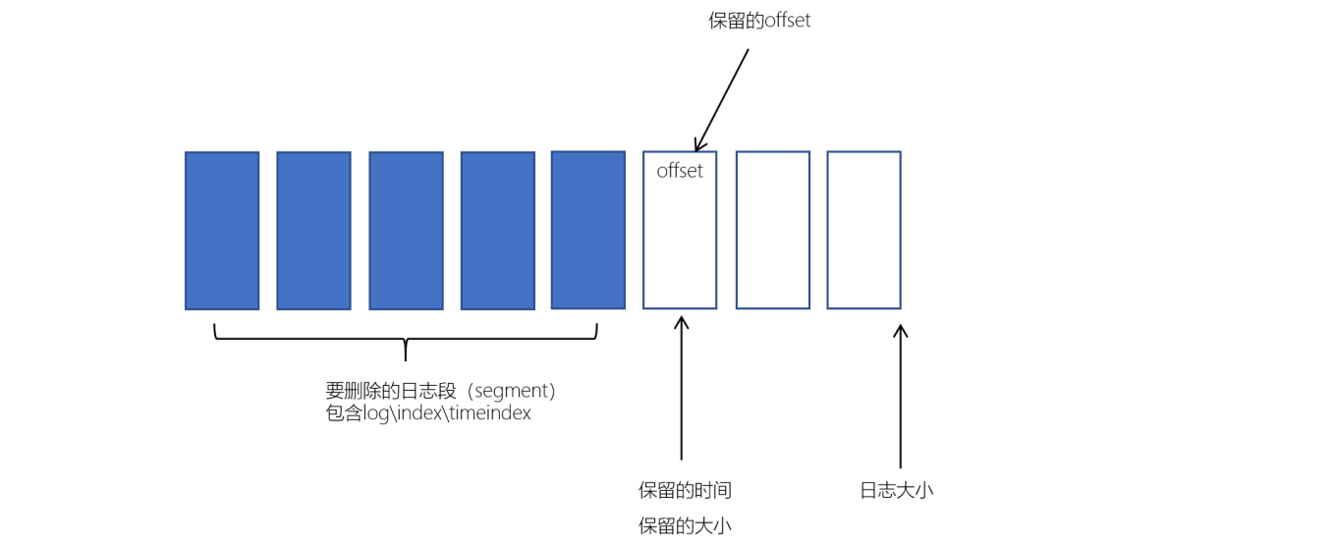 保留的offset
offset
要删除的日志段（segment）
包含log\index\timeindex
保留的时间
保留的大小
日志大小